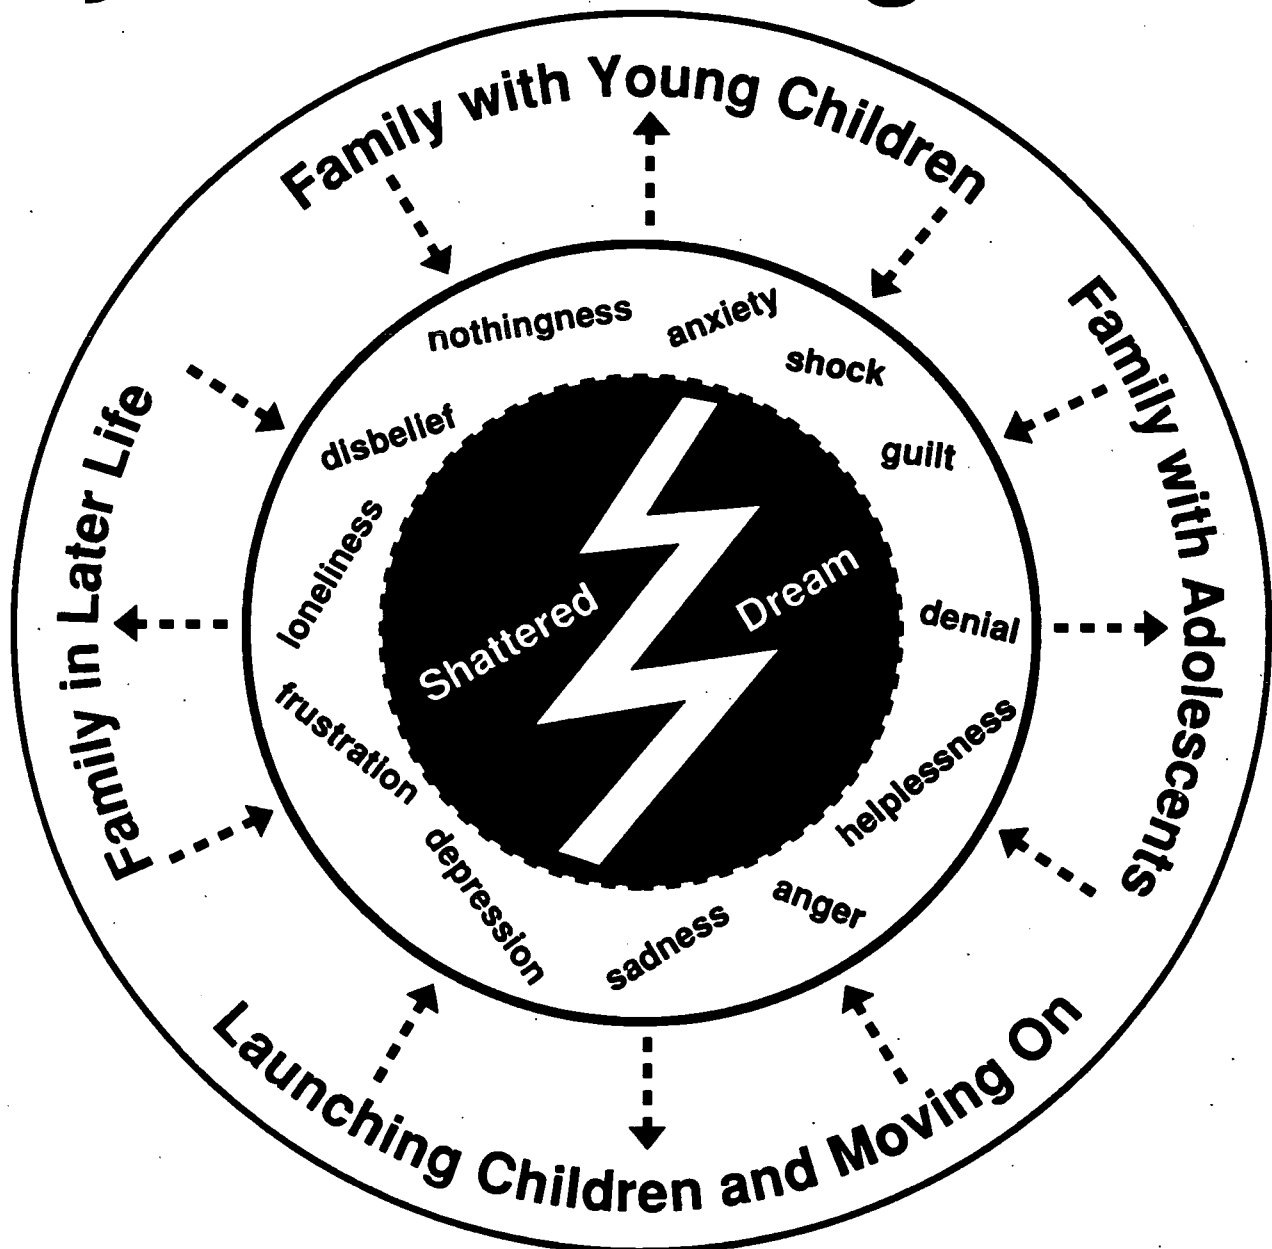 Family with Young Children
Family with Adolescents
Launching Children and Moving On
Family in Later Life
nothingness
anxiety
shock
guilt
denial
helplessness
anger
sadness
depression
frustration
loneliness
disbelief
Shattered
Dream